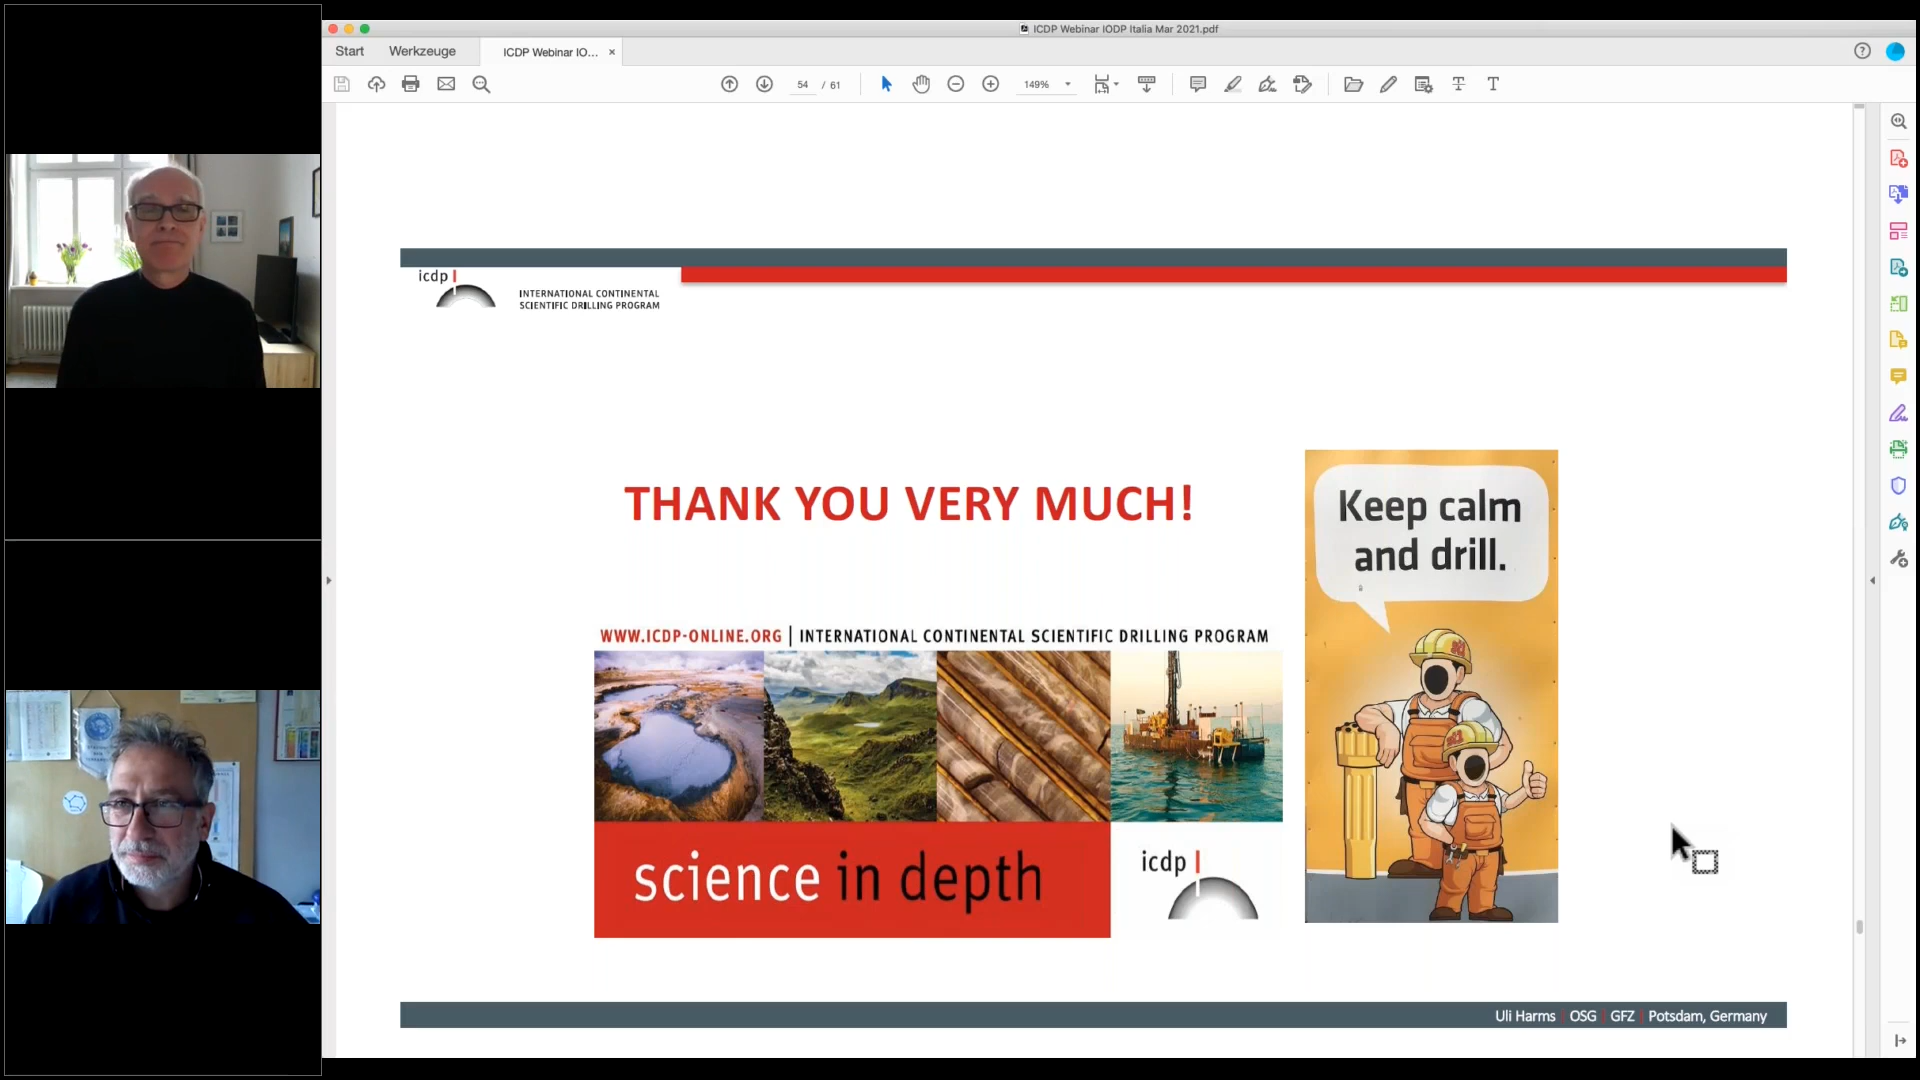 ICDP Webinar IODP Italia Mar 2021.pdf
Start
Werkzeuge
ICDP Webinar IO...
54 / 61
149%
icdp
INTERNATIONAL CONTINENTAL
SCIENTIFIC DRILLING PROGRAM
THANK YOU VERY MUCH!
Keep calm
and drill.
WWW.ICDP-ONLINE.ORG | INTERNATIONAL CONTINENTAL SCIENTIFIC DRILLING PROGRAM
science in depth
icdp
Uli Harms | OSG | GFZ | Potsdam, Germany